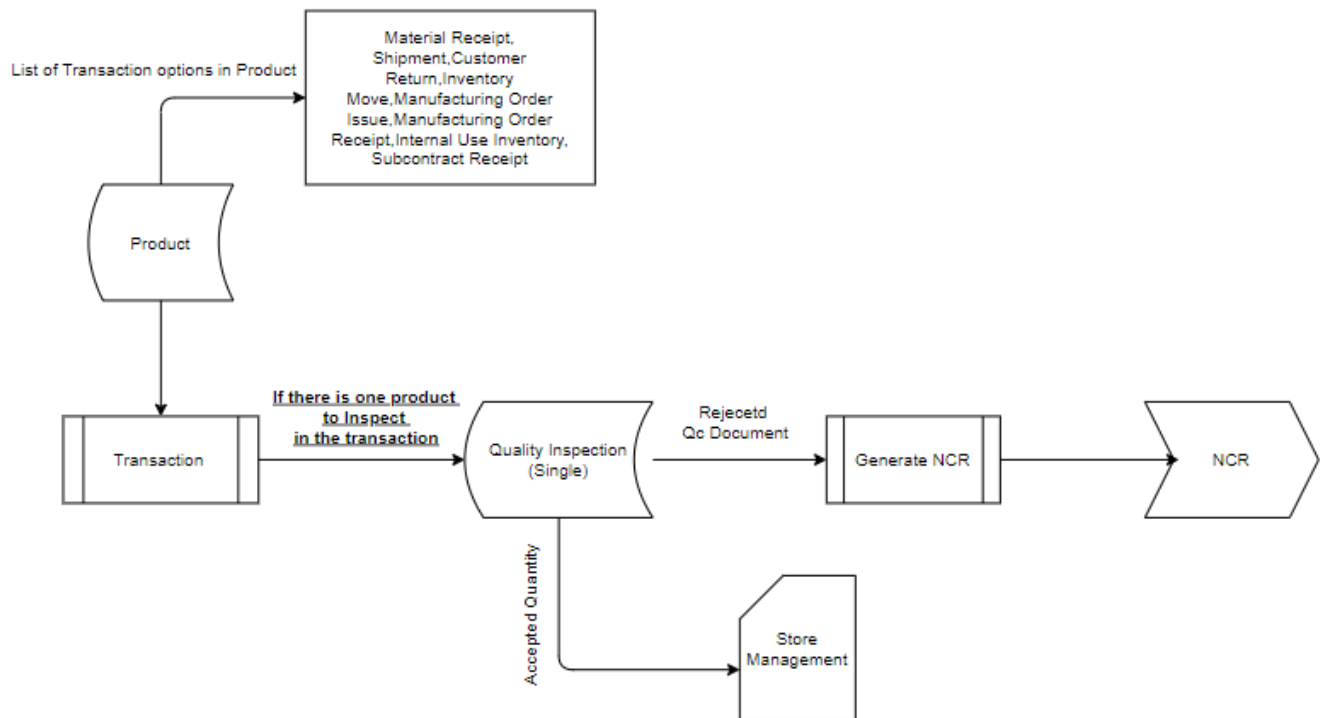 Material Receipt,
Shipment,Customer
Return,Inventory
Move,Manufacturing Order
Issue,Manufacturing Order
Receipt,Internal Use Inventory,
Subcontract Receipt
List of Transaction options in Product
Product
If there is one product
to Inspect
in the transaction
Transaction
Quality Inspection
(Single)
Rejecetd
Qc Document
Generate NCR
NCR
Accepted Quantity
Store
Management